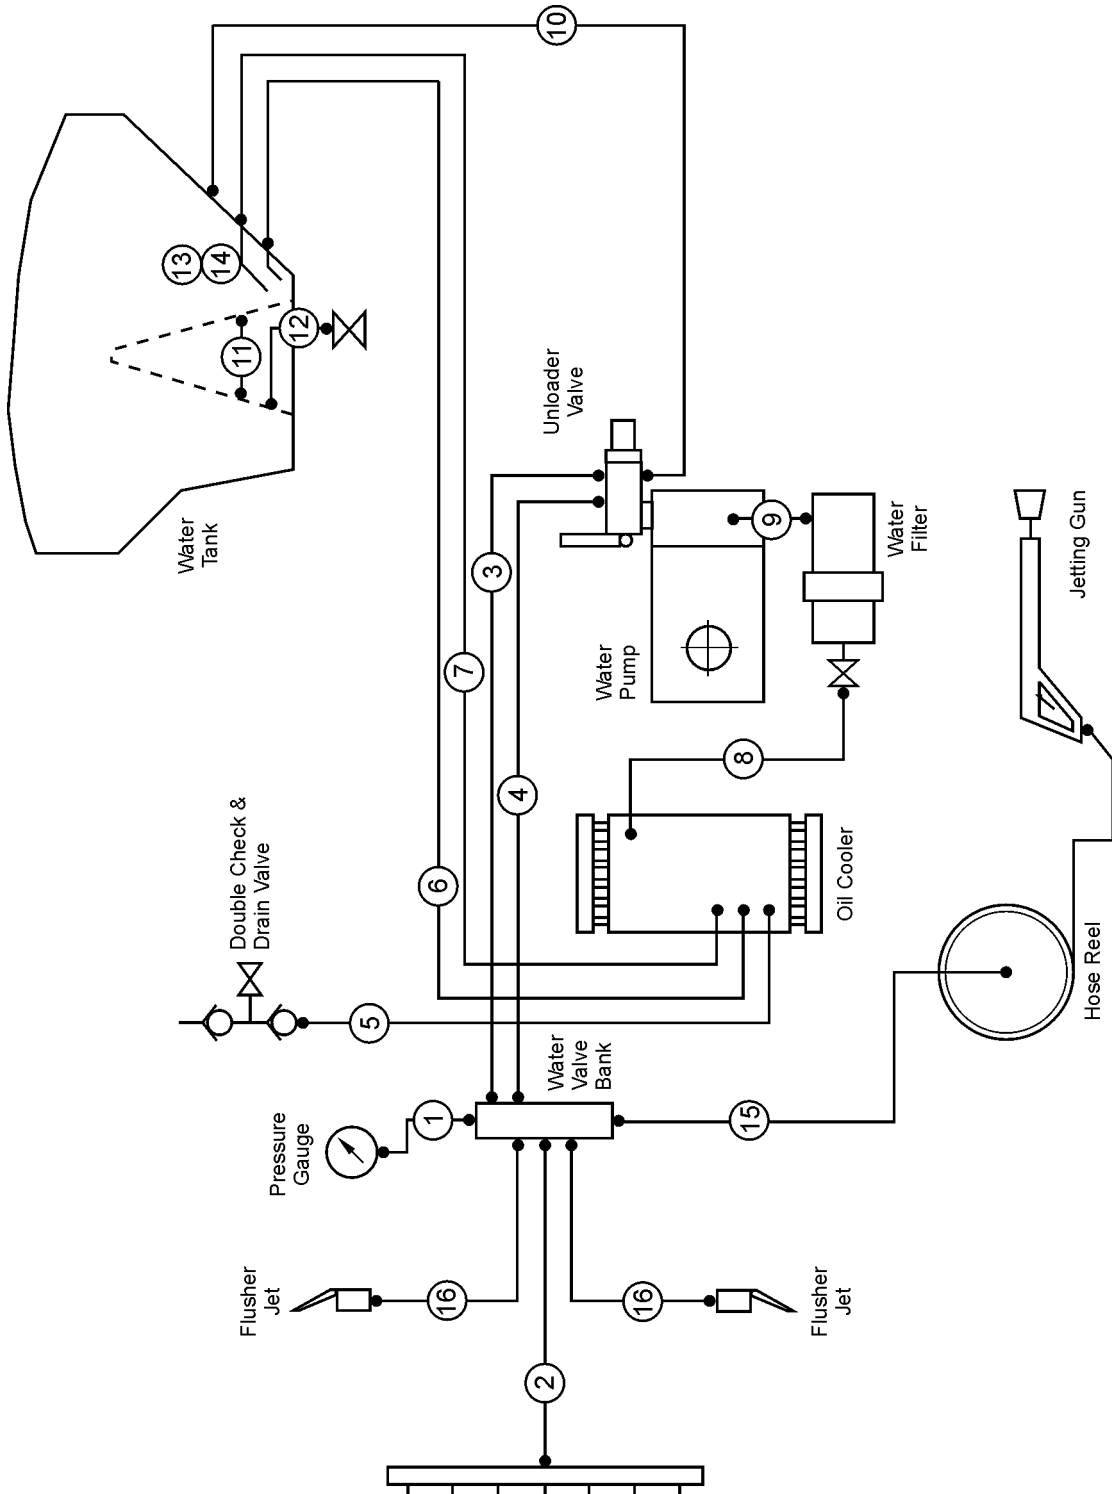 10
13
14
12
11
Water
Tank
Unloader
Valve
3
9
Water
Filter
Jetting Gun
7
Water
Pump
4
8
6
Double Check &
Drain Valve
Oil Cooler
5
Hose Reel
Water
Valve
Bank
1
15
Pressure
Gauge
Flusher
Jet
16
16
Flusher
Jet
2